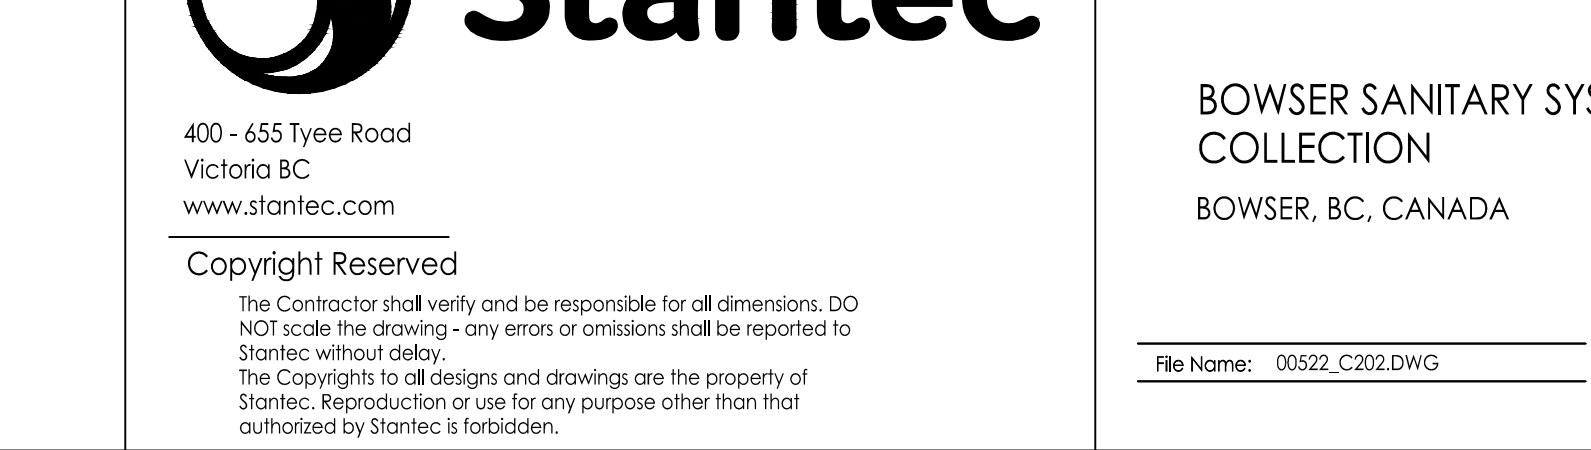 Stantec
400 - 655 Tyee Road
Victoria BC
www.stantec.com
Copyright Reserved
The Contractor shall verify and be responsible for all dimensions. DO
NOT scale the drawing - any errors or omissions shall be reported to
Stantec without delay.
The Copyrights to all designs and drawings are the property of
Stantec. Reproduction or use for any purpose other than that
authorized by Stantec is forbidden.
BOWSER SANITARY
COLLECTION
BOWSER, BC, CANADA
File Name: 00522_C202.DWG